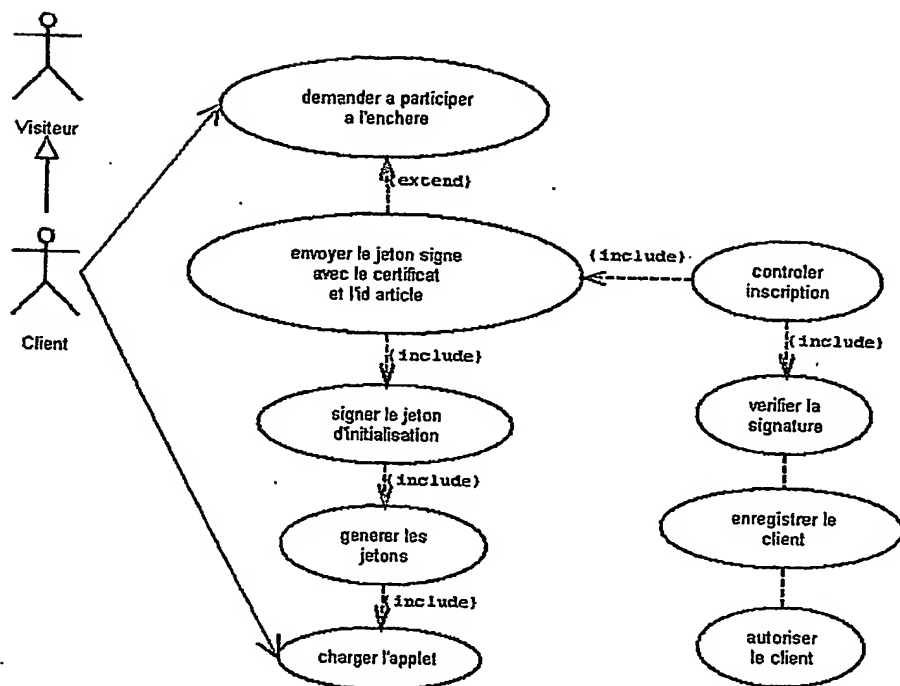 Visiteur
Client
demander a participer
a l'enchere
{extend}
envoyer le jeton signe
avec le certificat
et l'id article
{include}
controler
inscription
{include}
{include}
signer le jeton
d'initialisation
verifier la
signature
{include}
generer les
jetons
enregistrer le
client
{include}
charger l'applet
autoriser
le client